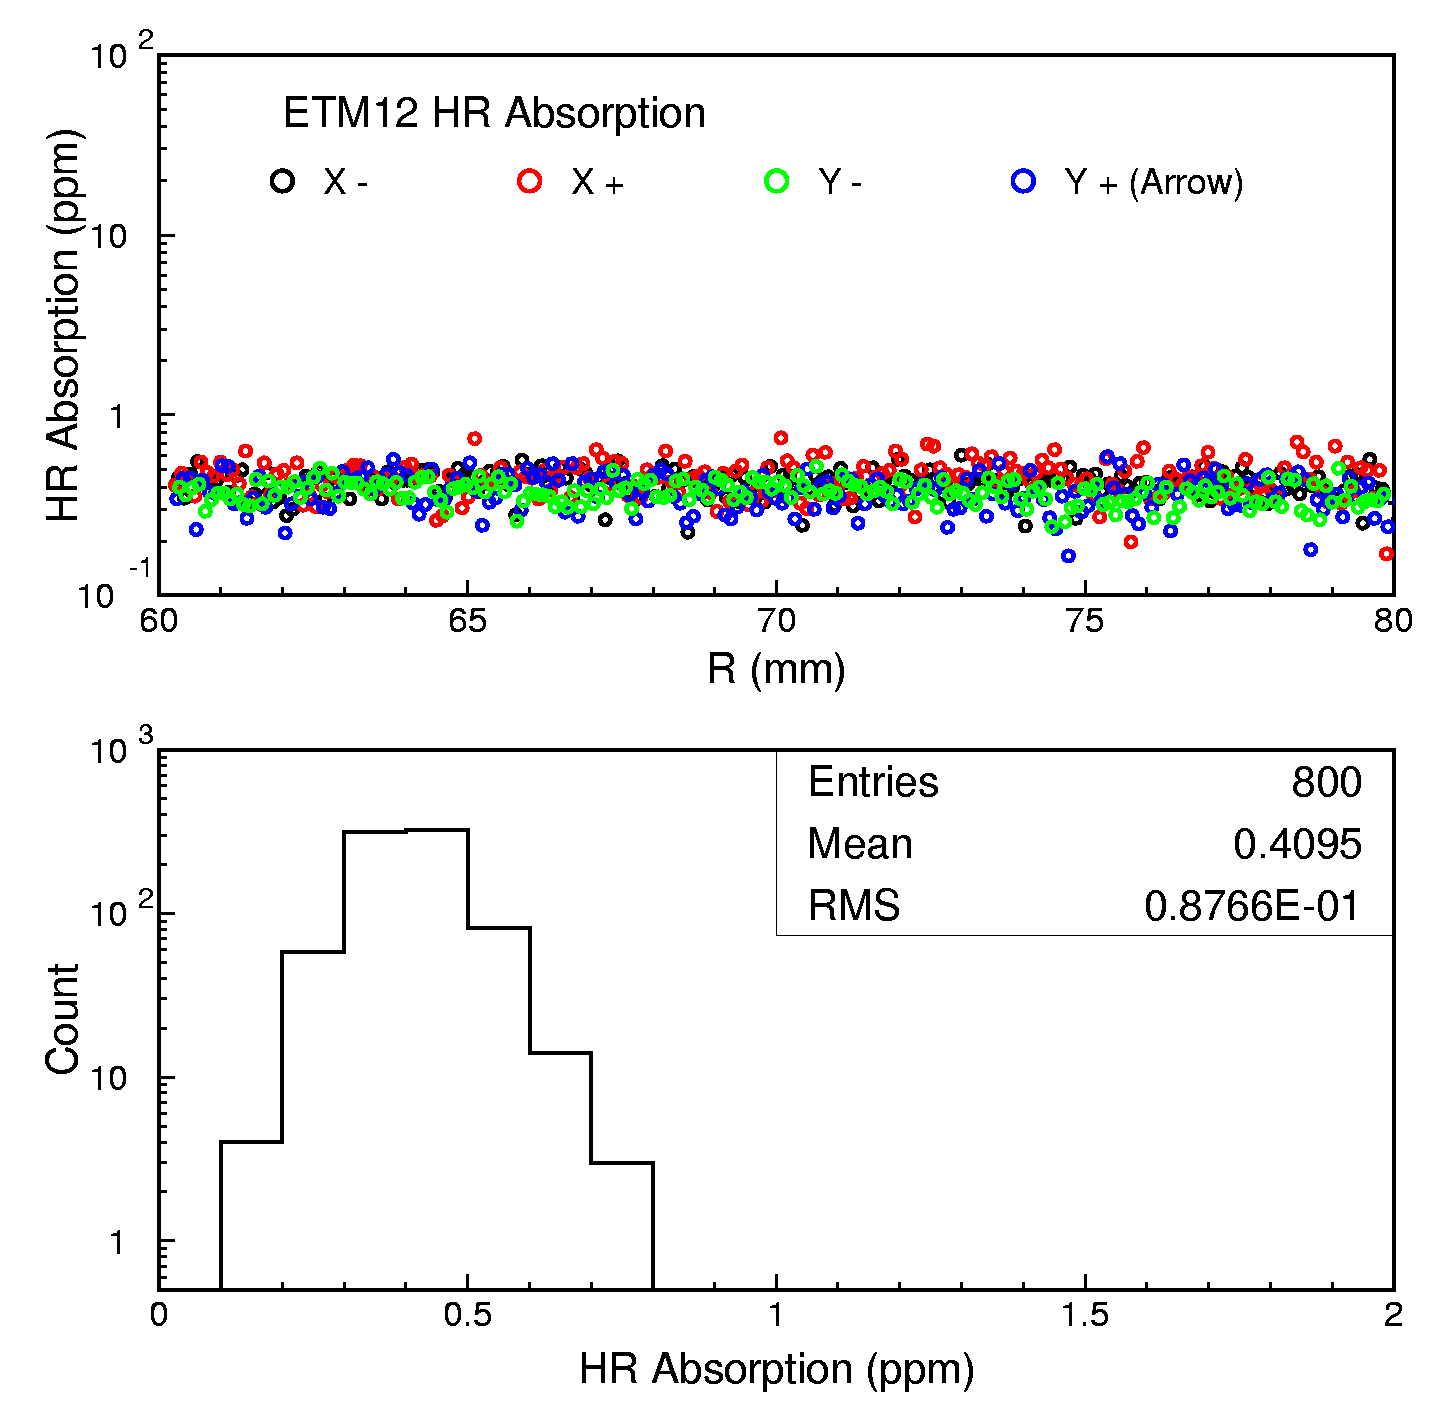 10 2
ETM12 HR Absorption
X - X + Y - Y + (Arrow)
10
1
10 -1
HR Absorption (ppm)
60 65 70 75 80
R (mm)
10 3
Entries 800
Mean 0.4095
RMS 0.8766E-01
10 2
10
1
Count
0 0.5 1 1.5 2
HR Absorption (ppm)